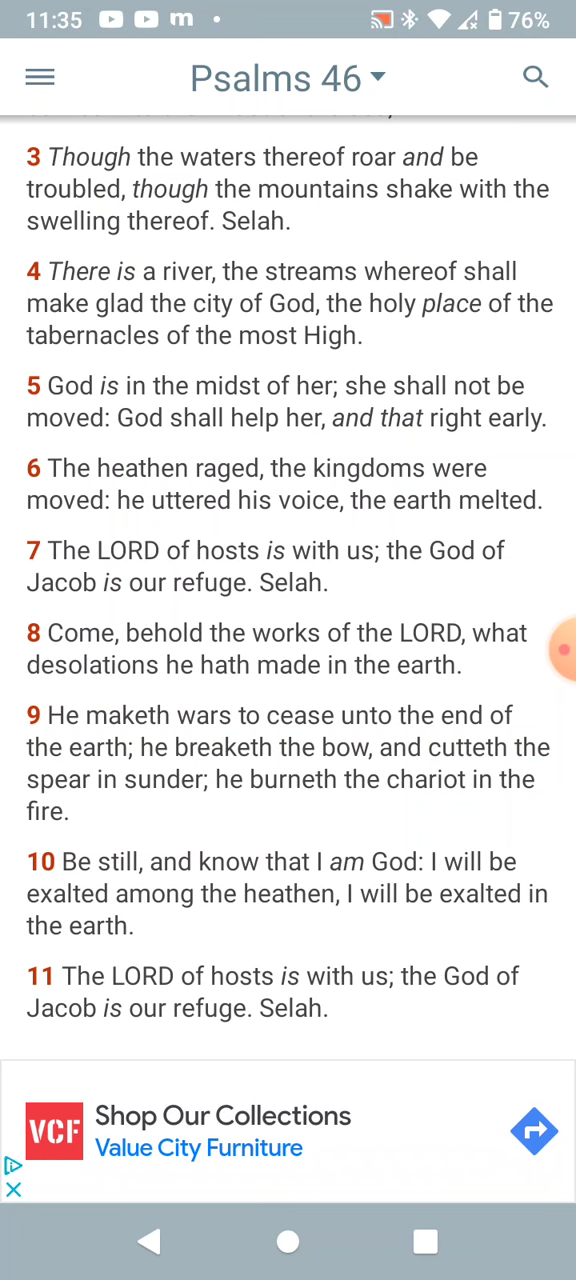 11:35 m 76%
Psalms 46
3 Though the waters thereof roar and be
troubled, though the mountains shake with the
swelling thereof. Selah.
4 There is a river, the streams whereof shall
make glad the city of God, the holy place of the
tabernacles of the most High.
5 God is in the midst of her; she shall not be
moved: God shall help her, and that right early.
6 The heathen raged, the kingdoms were
moved: he uttered his voice, the earth melted.
7 The LORD of hosts is with us; the God of
Jacob is our refuge. Selah.
8 Come, behold the works of the LORD, what
desolations he hath made in the earth.
9 He maketh wars to cease unto the end of
the earth; he breaketh the bow, and cutteth the
spear in sunder; he burneth the chariot in the
fire.
10 Be still, and know that I am God: I will be
exalted among the heathen, I will be exalted in
the earth.
11 The LORD of hosts is with us; the God of
Jacob is our refuge. Selah.
VCF
Shop Our Collections
Value City Furniture